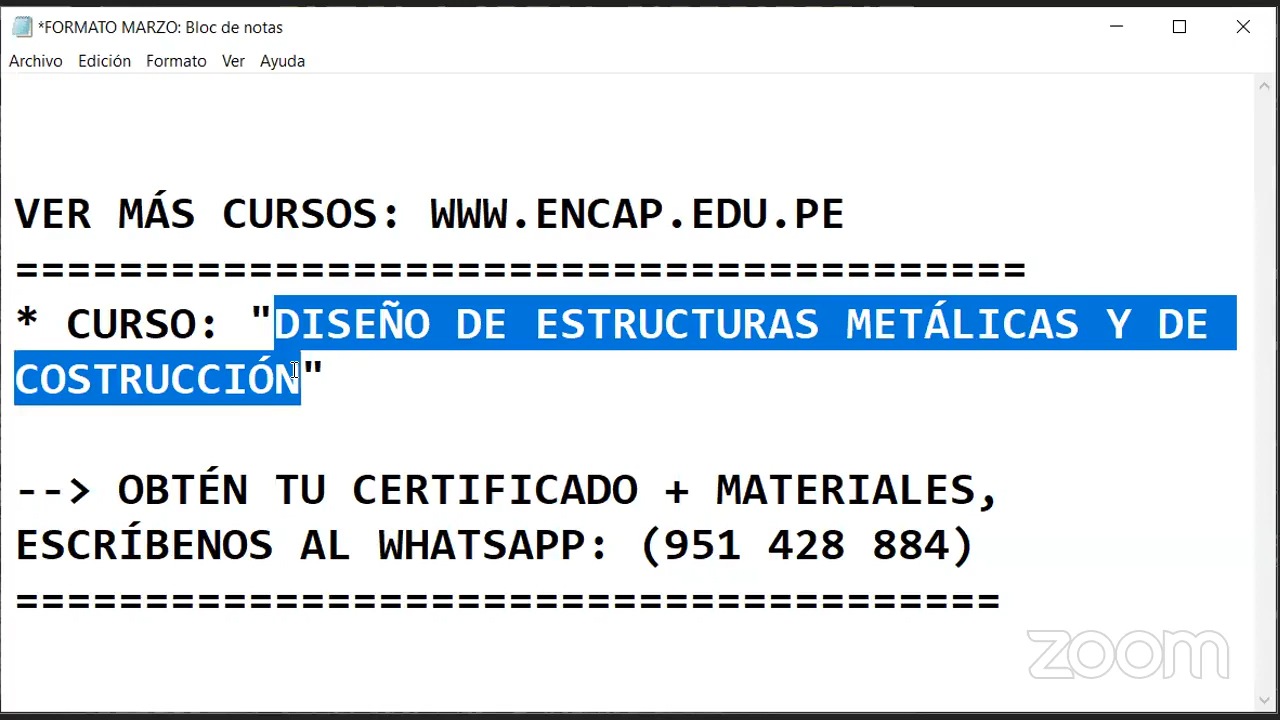 *FORMATO MARZO: Bloc de notas
Archivo Edición Formato Ver Ayuda
VER MÁS CURSOS: WWW.ENCAP.EDU.PE
=======================================
* CURSO: "DISEÑO DE ESTRUCTURAS METÁLICAS Y DE
COSTRUCCIÓN"
--> OBTÉN TU CERTIFICADO + MATERIALES,
ESCRÍBENOS AL WHATSAPP: (951 428 884)
======================================
zoom